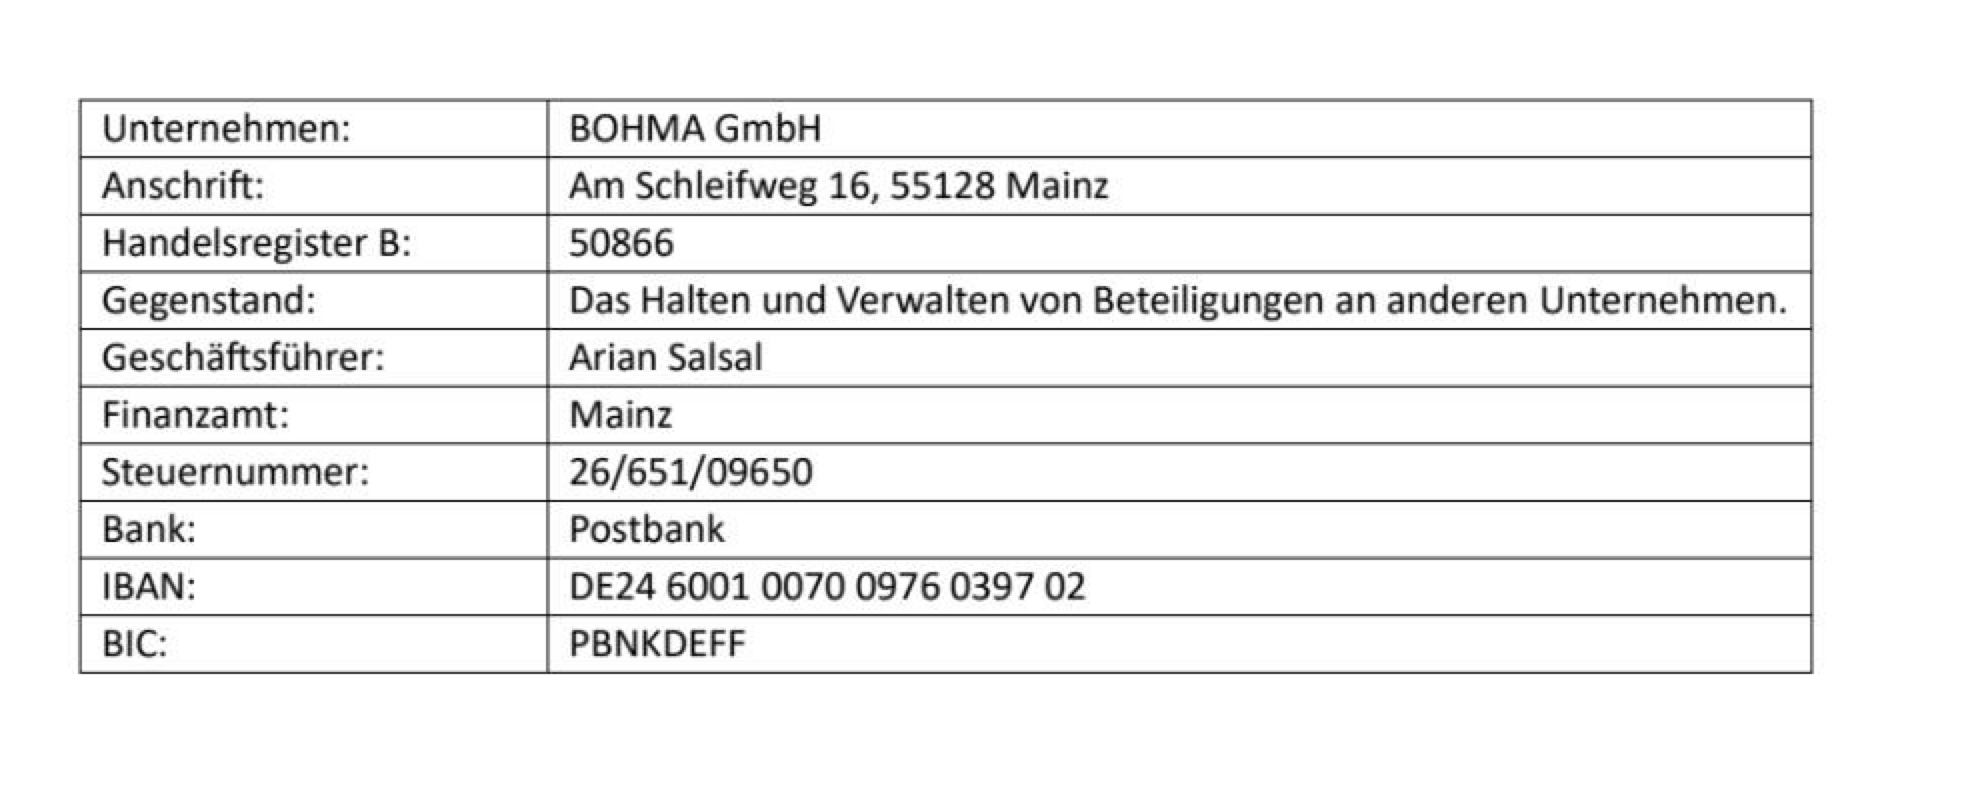 Unternehmen: BOHMA GmbH
Anschrift: Am Schleifweg 16, 55128 Mainz
Handelsregister B: 50866
Gegenstand: Das Halten und Verwalten von Beteiligungen an anderen Unternehmen.
Geschäftsführer: Arian Salsal
Finanzamt: Mainz
Steuernummer: 26/651/09650
Bank: Postbank
IBAN: DE24 6001 0070 0976 0397 02
BIC: PBNKDEFF